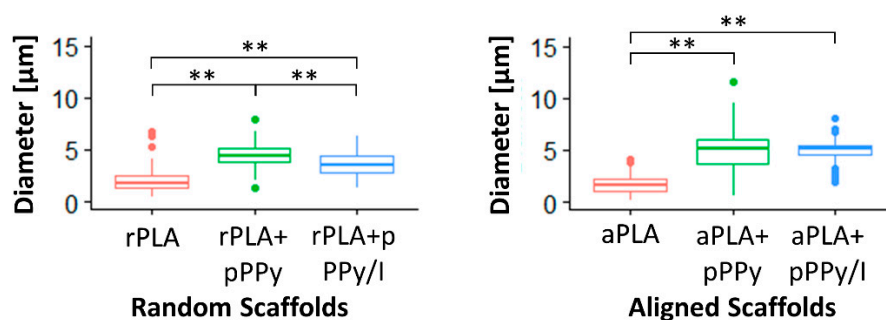 Diameter [µm]
15
10
5
0
**
**
**
rPLA
rPLA+
pPPy
rPLA+p
PPy/I
Random Scaffolds
Diameter [µm]
15
10
5
0
**
**
aPLA
aPLA+
pPPy
aPLA+
pPPy/I
Aligned Scaffolds